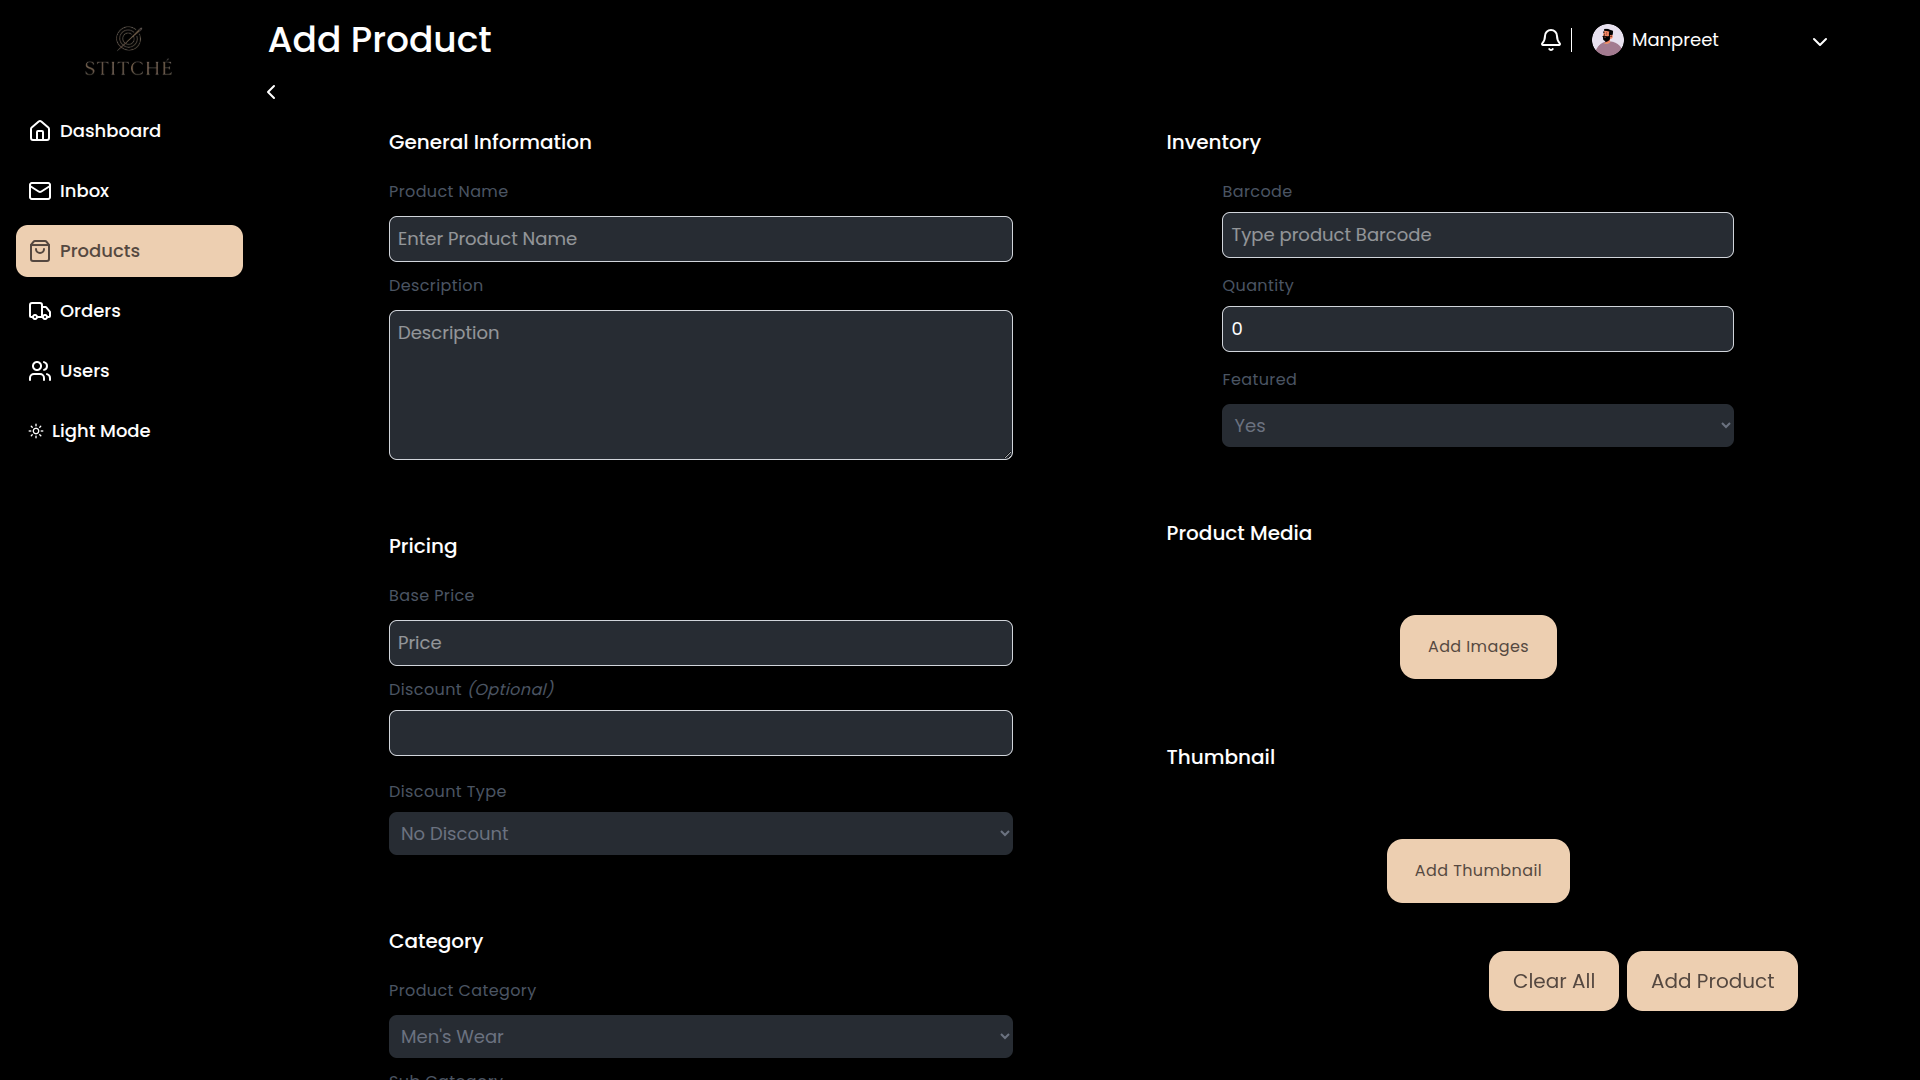 STITCHÉ
Dashboard
Inbox
Products
Orders
Users
Light Mode
Add Product
Manpreet
General Information
Product Name
Enter Product Name
Description
Description
Pricing
Base Price
Price
Discount (Optional)
Discount Type
No Discount
Category
Product Category
Men's Wear
Sub Category
Inventory
Barcode
Type product Barcode
Quantity
0
Featured
Yes
Product Media
Add Images
Thumbnail
Add Thumbnail
Clear All
Add Product